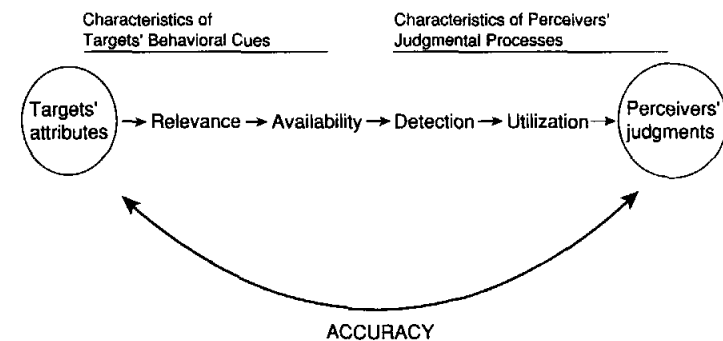 Characteristics of
Targets' Behavioral Cues
Characteristics of Perceivers'
Judgmental Processes
Targets'
attributes
Relevance
Availability
Detection
Utilization
Perceivers'
judgments
ACCURACY